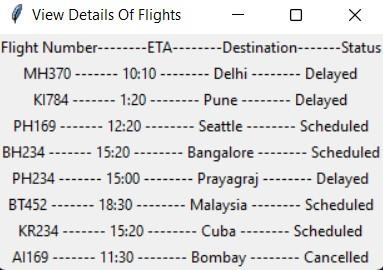 View Details Of Flights
Flight Number--------ETA--------Destination-------Status
MH370 ------- 10:10 -------- Delhi -------- Delayed
KI784 ------- 1:20 -------- Pune -------- Delayed
PH169 ------- 12:20 -------- Seattle -------- Scheduled
BH234 ------- 15:20 -------- Bangalore -------- Scheduled
PH234 ------- 15:00 -------- Prayagraj -------- Delayed
BT452 ------- 18:30 -------- Malaysia -------- Scheduled
KR234 ------- 15:20 -------- Cuba -------- Scheduled
AI169 ------- 11:30 -------- Bombay -------- Cancelled